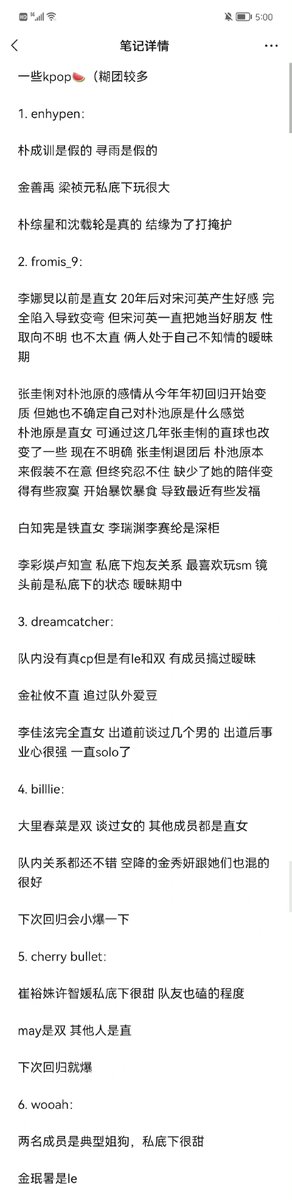 5:00
笔记详情
一些kpop🍉（糊团较多
1. enhypen：
朴成训是假的 寻雨是假的
金善禹 梁祯元私底下玩很大
朴综星和沈载轮是真的 结缘为了打掩护
2. fromis_9：
李娜炅以前是直女 20年后对宋河英产生好感 完
全陷入导致变弯 但宋河英一直把她当好朋友 性
取向不明 也不太直 俩人处于自己不知情的暧昧
期
张圭悧对朴池原的感情从今年年初回归开始变
质 但她也不确定自己对朴池原是什么感觉
朴池原是直女 可通过这几年张圭悧的直球也改
变了一些 现在不明确 张圭悧退团后 朴池原本
来假装不在意 但终究忍不住 缺少了她的陪伴变
得有些寂寞 开始暴饮暴食 导致最近有些发福
白知宪是铁直女 李瑞渊李赛纶是深柜
李彩煐卢知宣 私底下炮友关系 最喜欢玩sm 镜
头前是私底下的状态 暧昧期中
3. dreamcatcher：
队内没有真cp但是有le和双 有成员搞过暧昧
金祉攸不直 追过队外爱豆
李佳泫完全直女 出道前谈过几个男的 出道后事
业心很强 一直solo了
4. billlie：
大里春菜是双 谈过女的 其他成员都是直女
队内关系都还不错 空降的金秀妍跟她们也混的
很好
下次回归会小爆一下
5. cherry bullet：
崔裕姝许智媛私底下很甜 队友也磕的程度
may是双 其他人是直
下次回归就爆
6. wooah：
两名成员是典型姐狗，私底下很甜
金珉暑是le